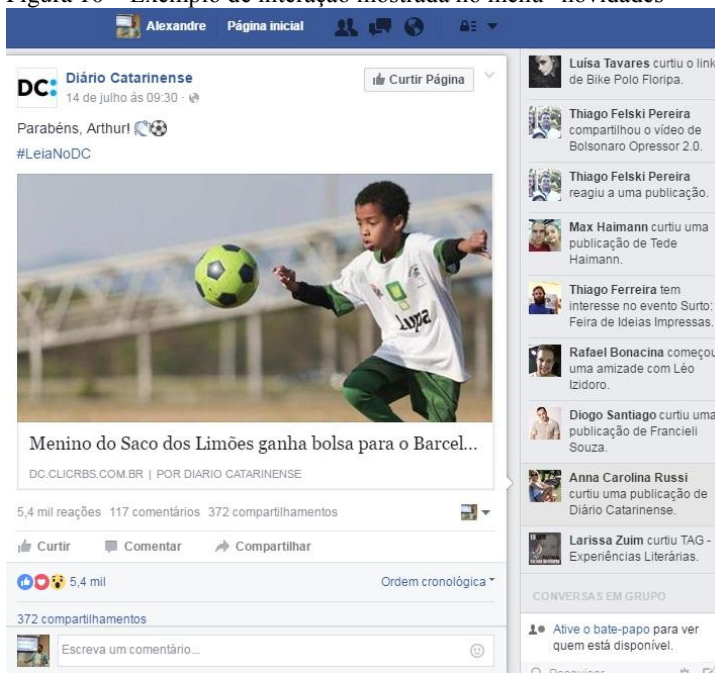 Figura 16 – Exemplo de interação mostrada no menu "novidades"
Alexandre Página inicial
DC:
Diário Catarinense
14 de julho às 09:30 ·
Curtir Página
Parabéns, Arthur!
#LeiaNoDC
Menino do Saco dos Limões ganha bolsa para o Barcel...
DC.CLICRBS.COM.BR | POR DIARIO CATARINENSE
5,4 mil reações 117 comentários 372 compartilhamentos
Curtir Comentar Compartilhar
5,4 mil Ordem cronológica
372 compartilhamentos
Escreva um comentário...
Luísa Tavares curtiu o link
de Bike Polo Floripa.
Thiago Felski Pereira
compartilhou o vídeo de
Bolsonaro Opressor 2.0.
Thiago Felski Pereira
reagiu a uma publicação.
Max Haimann curtiu uma
publicação de Tede
Haimann.
Thiago Ferreira tem
interesse no evento Surto;
Feira de Ideias Impressas.
Rafael Bonacina começou
uma amizade com Léo
Izidoro.
Diogo Santiago curtiu uma
publicação de Francieli
Souza.
Anna Carolina Russi
curtiu uma publicação de
Diário Catarinense.
Larissa Zuim curtiu TAG -
Experiências Literárias.
CONVERSAS EM GRUPO
Ative o bate-papo para ver
quem está disponível.
Pesquisar